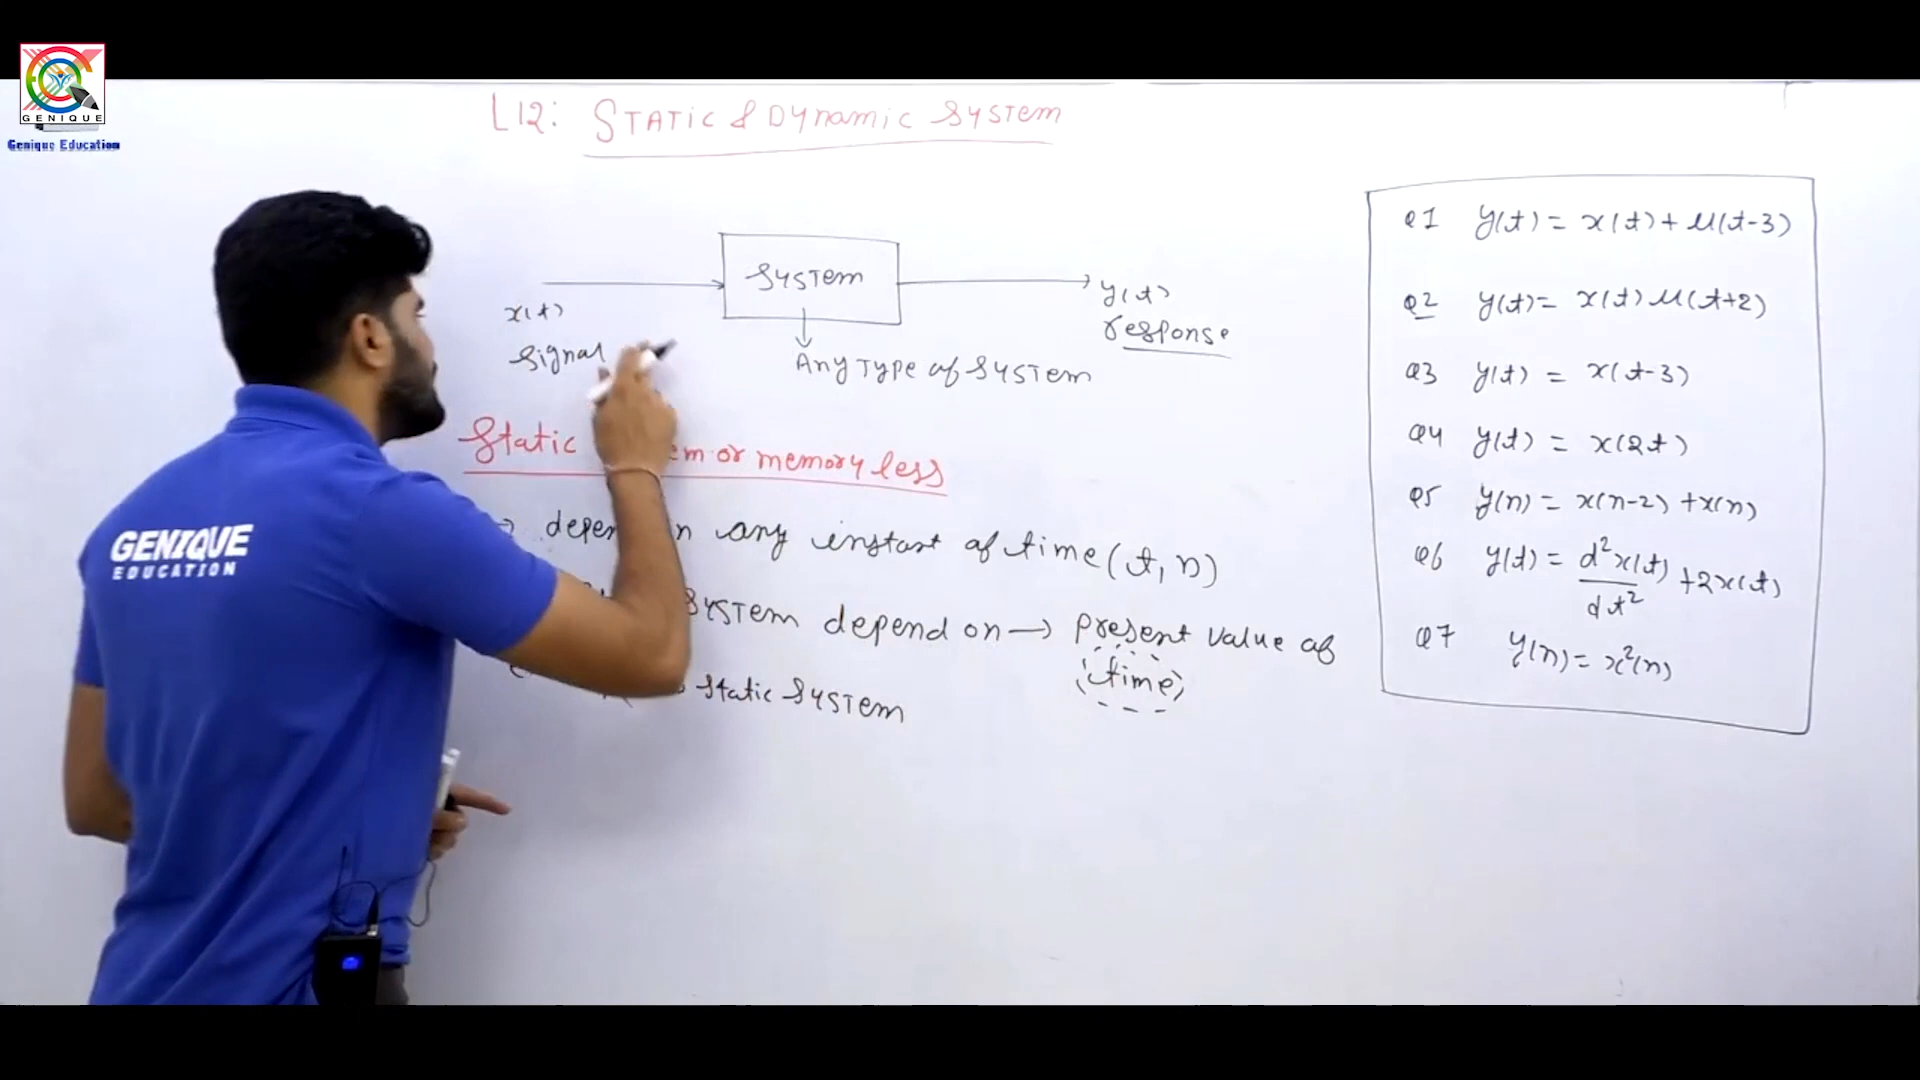 GENIQUE
Genique Education
L12: STATIC & DYNAMIC SYSTEM
x(t)
Signal
SYSTEM
y(t)
response
Any TYPE of SYSTEM
Static em or memory less
→ depen n any instant of time (t, n)
SYSTEM depend on → present value of
time
Static SYSTEM
Q1 y(t) = x(t) + u(t-3)
Q2 y(t) = x(t) u(t+2)
Q3 y(t) = x(t-3)
Q4 y(t) = x(2t)
Q5 y(n) = x(n-2) + x(n)
Q6 y(t) = d²x(t)/dt² + 2x(t)
Q7 y(n) = x²(n)
GENIQUE
EDUCATION